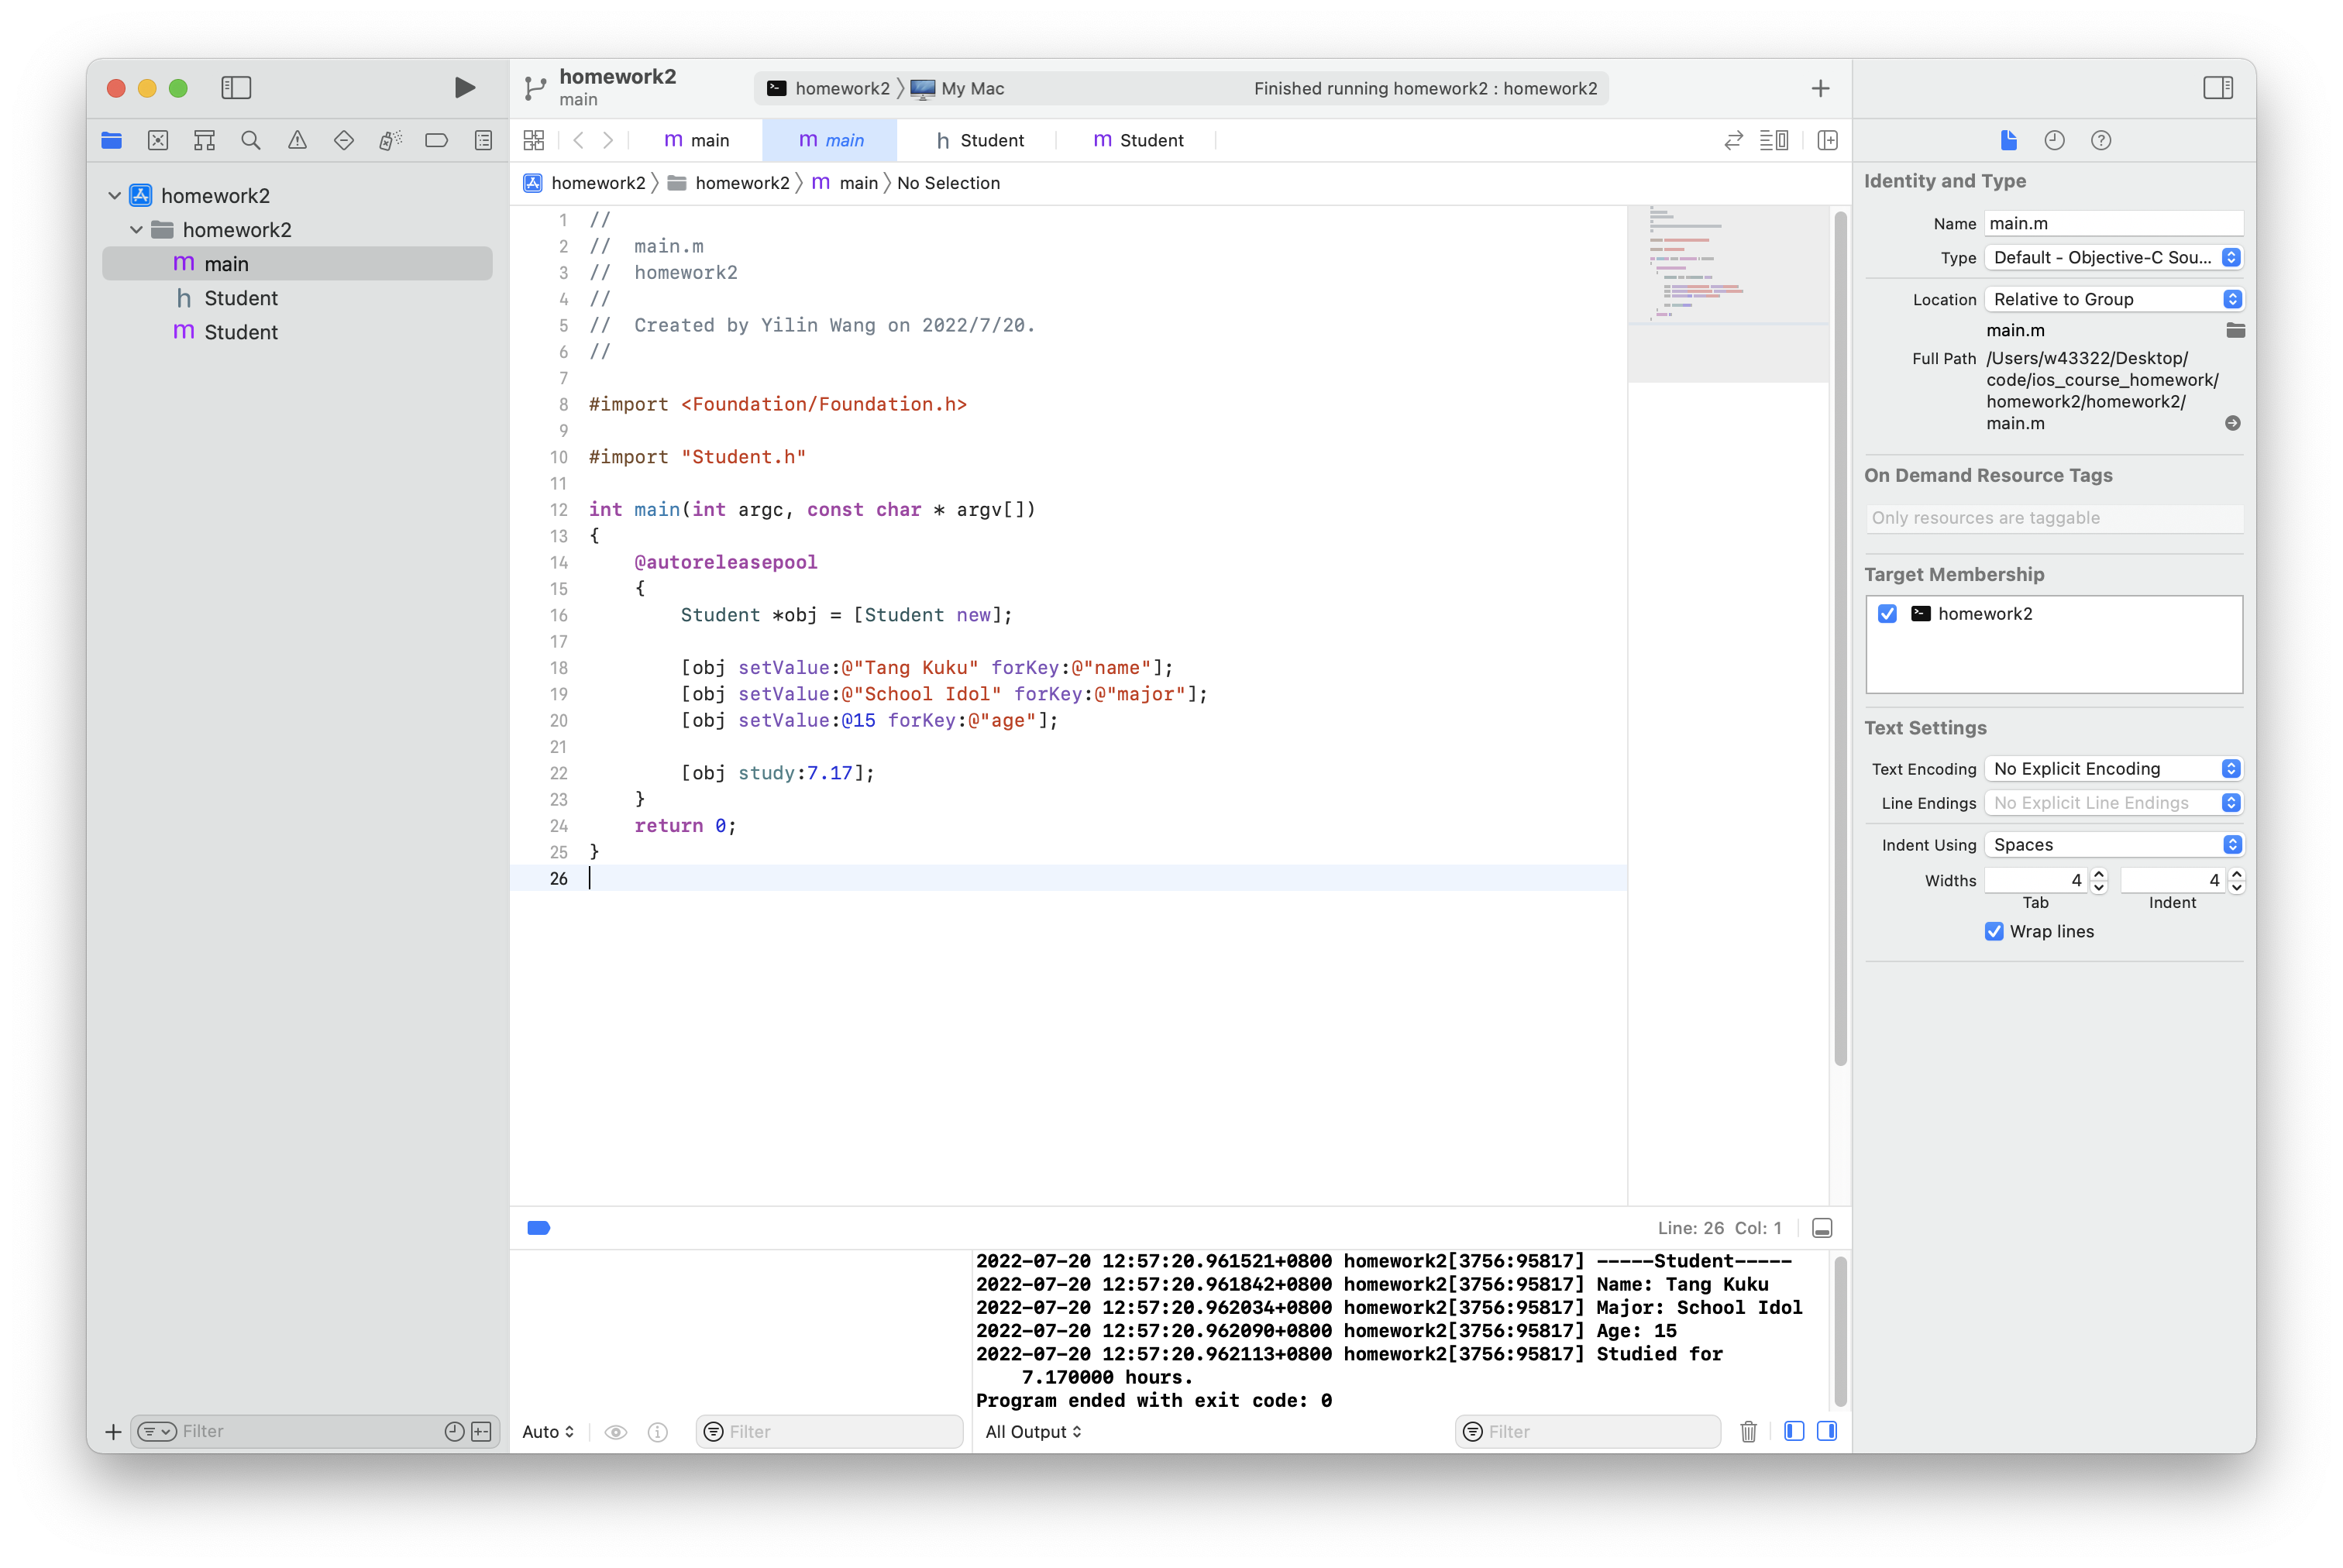 homework2
main
homework2 My Mac
Finished running homework2 : homework2
m main
m main
h Student
m Student
homework2
homework2
m main
h Student
m Student
homework2 homework2 m main No Selection
1 //
2 //  main.m
3 //  homework2
4 //
5 //  Created by Yilin Wang on 2022/7/20.
6 //
7
8 #import <Foundation/Foundation.h>
9
10 #import "Student.h"
11
12 int main(int argc, const char * argv[])
13 {
14     @autoreleasepool
15     {
16         Student *obj = [Student new];
17
18         [obj setValue:@"Tang Kuku" forKey:@"name"];
19         [obj setValue:@"School Idol" forKey:@"major"];
20         [obj setValue:@15 forKey:@"age"];
21
22         [obj study:7.17];
23     }
24     return 0;
25 }
26
Line: 26 Col: 1
2022-07-20 12:57:20.961521+0800 homework2[3756:95817] -----Student-----
2022-07-20 12:57:20.961842+0800 homework2[3756:95817] Name: Tang Kuku
2022-07-20 12:57:20.962034+0800 homework2[3756:95817] Major: School Idol
2022-07-20 12:57:20.962090+0800 homework2[3756:95817] Age: 15
2022-07-20 12:57:20.962113+0800 homework2[3756:95817] Studied for
    7.170000 hours.
Program ended with exit code: 0
Filter
Auto
Filter
All Output
Filter
Identity and Type
Name main.m
Type Default - Objective-C Sou...
Location Relative to Group
main.m
Full Path /Users/w43322/Desktop/
code/ios_course_homework/
homework2/homework2/
main.m
On Demand Resource Tags
Only resources are taggable
Target Membership
homework2
Text Settings
Text Encoding No Explicit Encoding
Line Endings No Explicit Line Endings
Indent Using Spaces
Widths 4 4
Tab Indent
Wrap lines